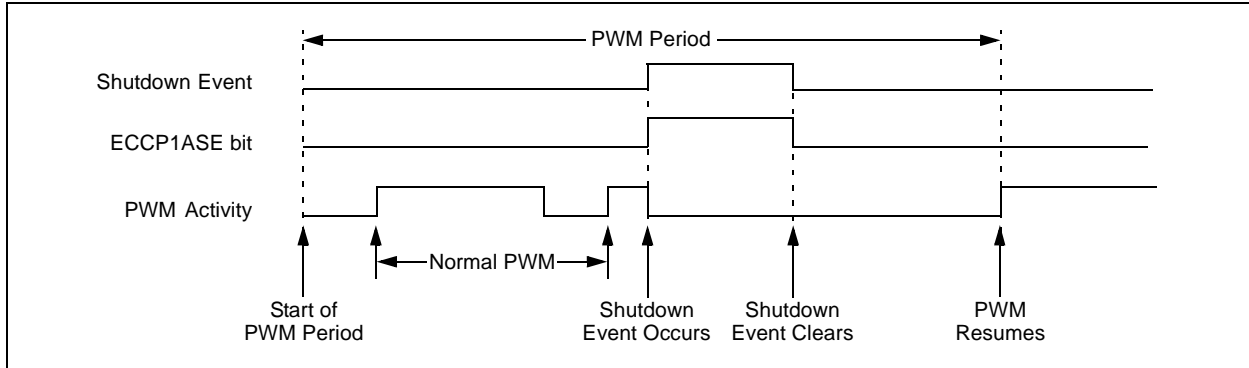 PWM Period
Shutdown Event
ECCP1ASE bit
PWM Activity
Normal PWM
Start of
PWM Period
Shutdown
Event Occurs
Shutdown
Event Clears
PWM
Resumes